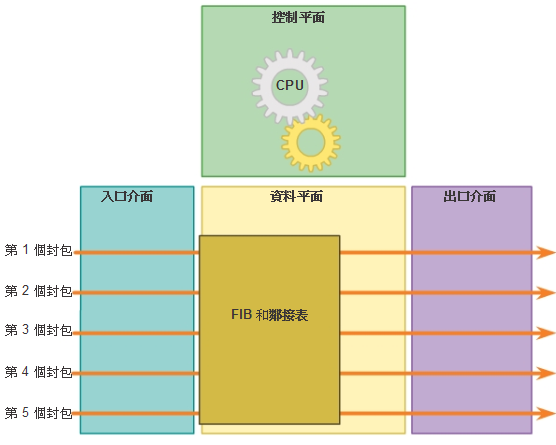 控制平面
CPU
入口介面
資料平面
出口介面
第 1 個封包
第 2 個封包
FIB 和鄰接表
第 3 個封包
第 4 個封包
第 5 個封包